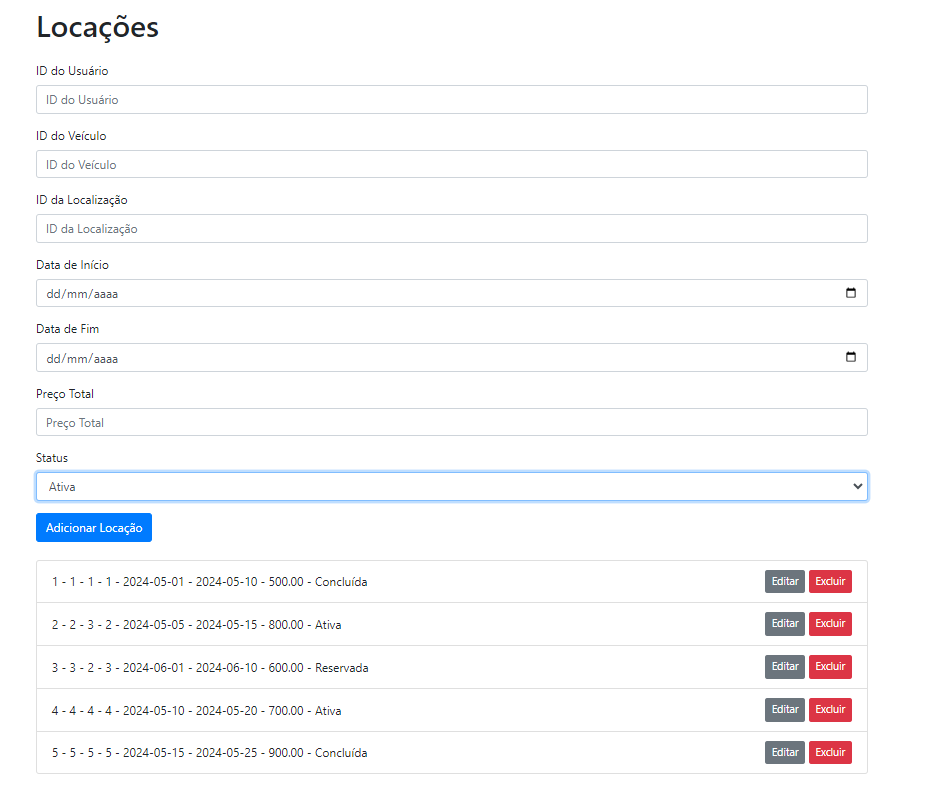 Locações
ID do Usuário
ID do Usuário
ID do Veículo
ID do Veículo
ID da Localização
ID da Localização
Data de Início
dd/mm/aaaa
Data de Fim
dd/mm/aaaa
Preço Total
Preço Total
Status
Ativa
Adicionar Locação
1 - 1 - 1 - 1 - 2024-05-01 - 2024-05-10 - 500.00 - Concluída Editar Excluir
2 - 2 - 3 - 2 - 2024-05-05 - 2024-05-15 - 800.00 - Ativa Editar Excluir
3 - 3 - 2 - 3 - 2024-06-01 - 2024-06-10 - 600.00 - Reservada Editar Excluir
4 - 4 - 4 - 4 - 2024-05-10 - 2024-05-20 - 700.00 - Ativa Editar Excluir
5 - 5 - 5 - 5 - 2024-05-15 - 2024-05-25 - 900.00 - Concluída Editar Excluir